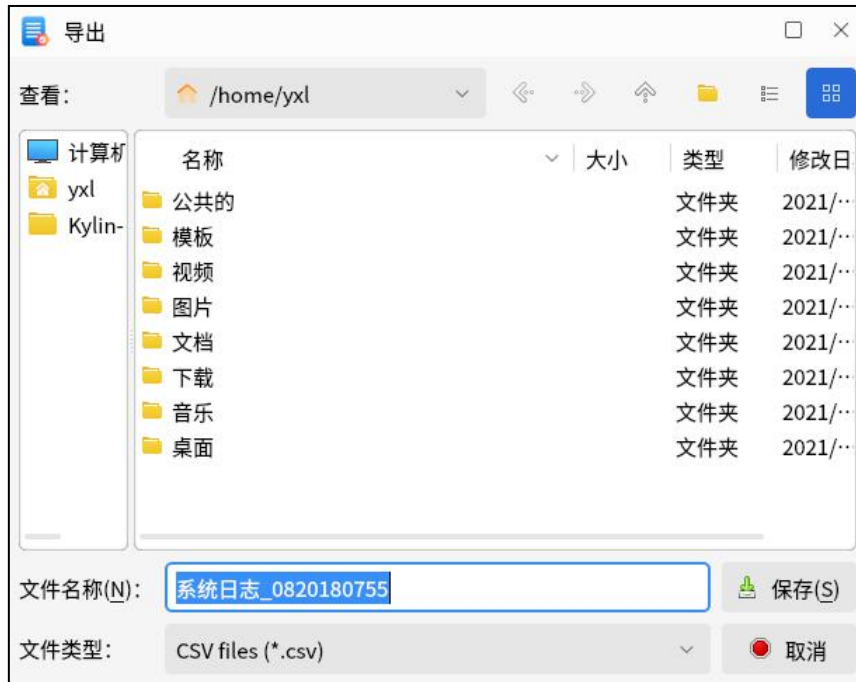 导出
查看： /home/yxl
计算机
yxl
Kylin-
名称 大小 类型 修改日
公共的 文件夹 2021/…
模板 文件夹 2021/…
视频 文件夹 2021/…
图片 文件夹 2021/…
文档 文件夹 2021/…
下载 文件夹 2021/…
音乐 文件夹 2021/…
桌面 文件夹 2021/…
文件名称(N)： 系统日志_0820180755 保存(S)
文件类型： CSV files (*.csv) 取消